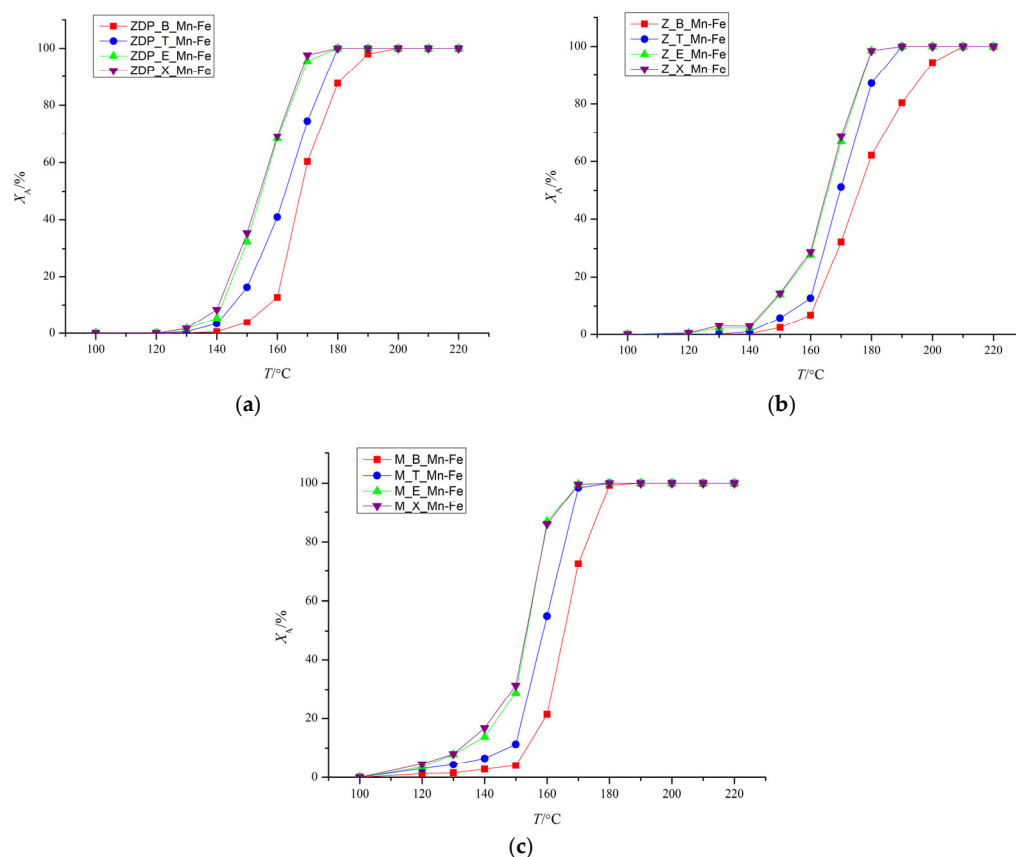 ZDP_B_Mn-Fe
ZDP_T_Mn-Fe
ZDP_E_Mn-Fe
ZDP_X_Mn-Fe
100
80
60
40
20
0
X_A/%
100 120 140 160 180 200 220
T/°C
(a)
Z_B_Mn-Fe
Z_T_Mn-Fe
Z_E_Mn-Fe
Z_X_Mn-Fe
100
80
60
40
20
0
X_A/%
100 120 140 160 180 200 220
T/°C
(b)
M_B_Mn-Fe
M_T_Mn-Fe
M_E_Mn-Fe
M_X_Mn-Fe
100
80
60
40
20
0
X_A/%
100 120 140 160 180 200 220
T/°C
(c)